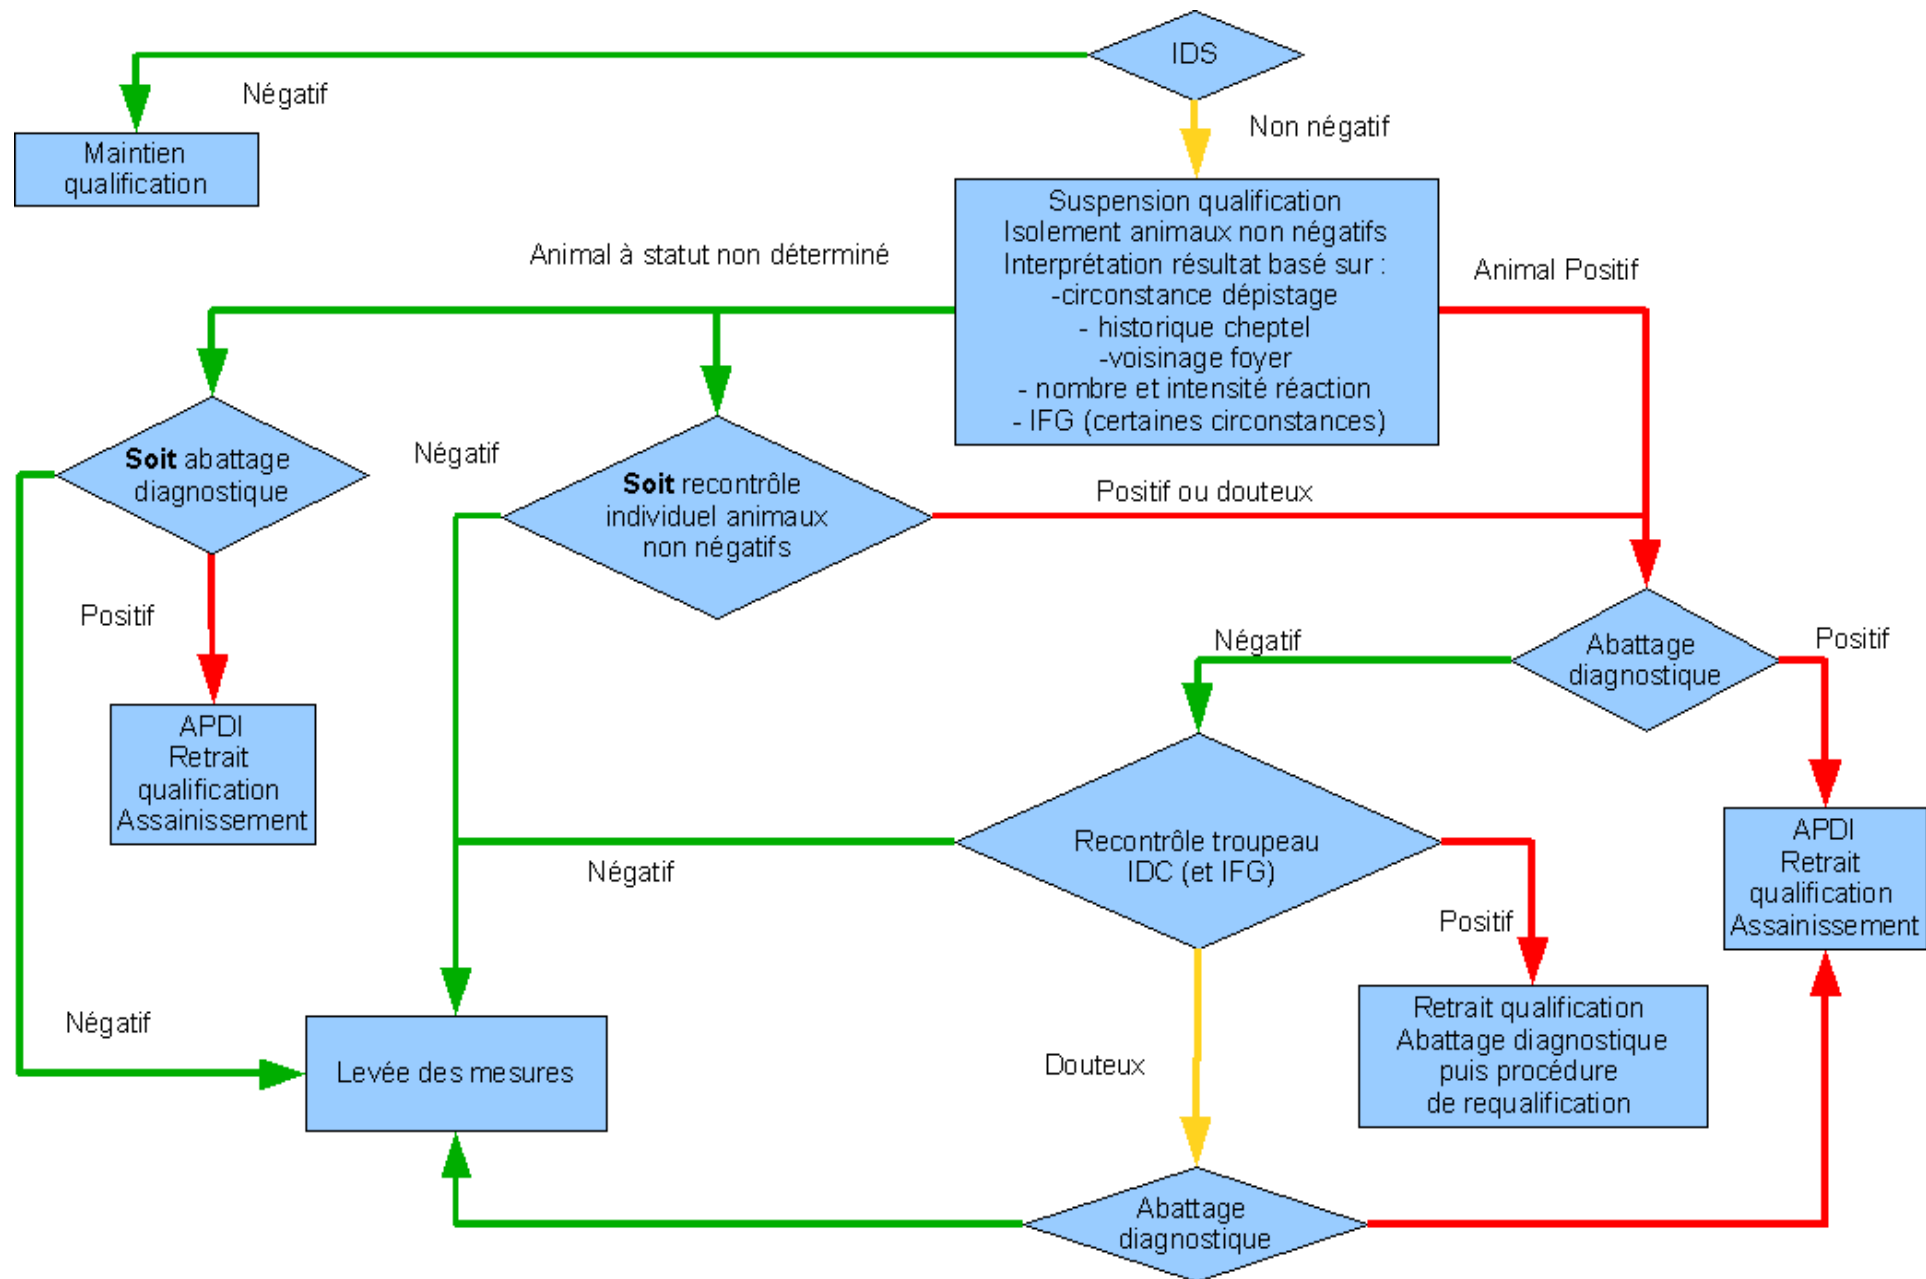 IDS
Négatif
Non négatif
Maintien
qualification
Suspension qualification
Isolement animaux non négatifs
Interprétation résultat basé sur :
-circonstance dépistage
- historique cheptel
-voisinage foyer
- nombre et intensité réaction
- IFG (certaines circonstances)
Animal à statut non déterminé
Animal Positif
Soit abattage
diagnostique
Négatif
Soit recontrôle
individuel animaux
non négatifs
Positif ou douteux
Positif
APDI
Retrait
qualification
Assainissement
Négatif
Abattage
diagnostique
Positif
Recontrôle troupeau
IDC (et IFG)
Négatif
Positif
APDI
Retrait
qualification
Assainissement
Négatif
Levée des mesures
Douteux
Retrait qualification
Abattage diagnostique
puis procédure
de requalification
Abattage
diagnostique